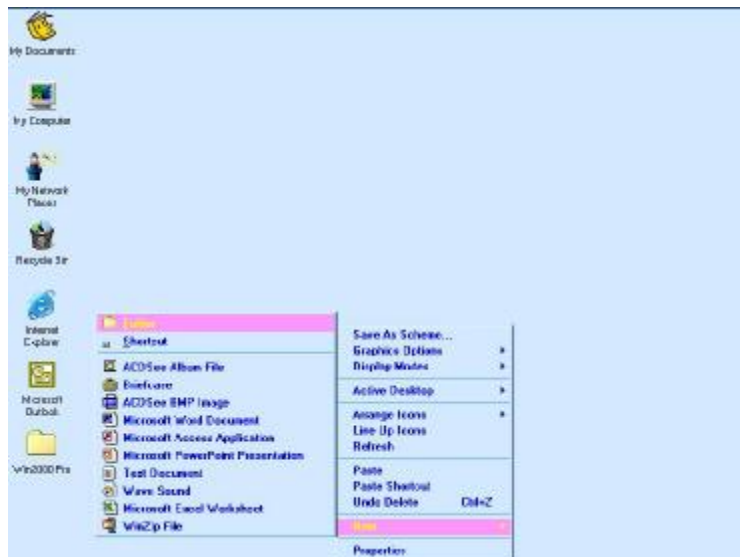 My Documents
My Computer
My Network
Places
Recycle Bin
Internet
Explorer
Microsoft
Outlook
Win2000 Pro
Folder
Shortcut
ACDSee Album File
Briefcase
ACDSee BMP Image
Microsoft Word Document
Microsoft Access Application
Microsoft PowerPoint Presentation
Text Document
Wave Sound
Microsoft Excel Worksheet
WinZip File
Save As Scheme...
Graphics Options
Display Modes
Active Desktop
Arrange Icons
Line Up Icons
Refresh
Paste
Paste Shortcut
Undo Delete Ctrl+Z
New
Properties